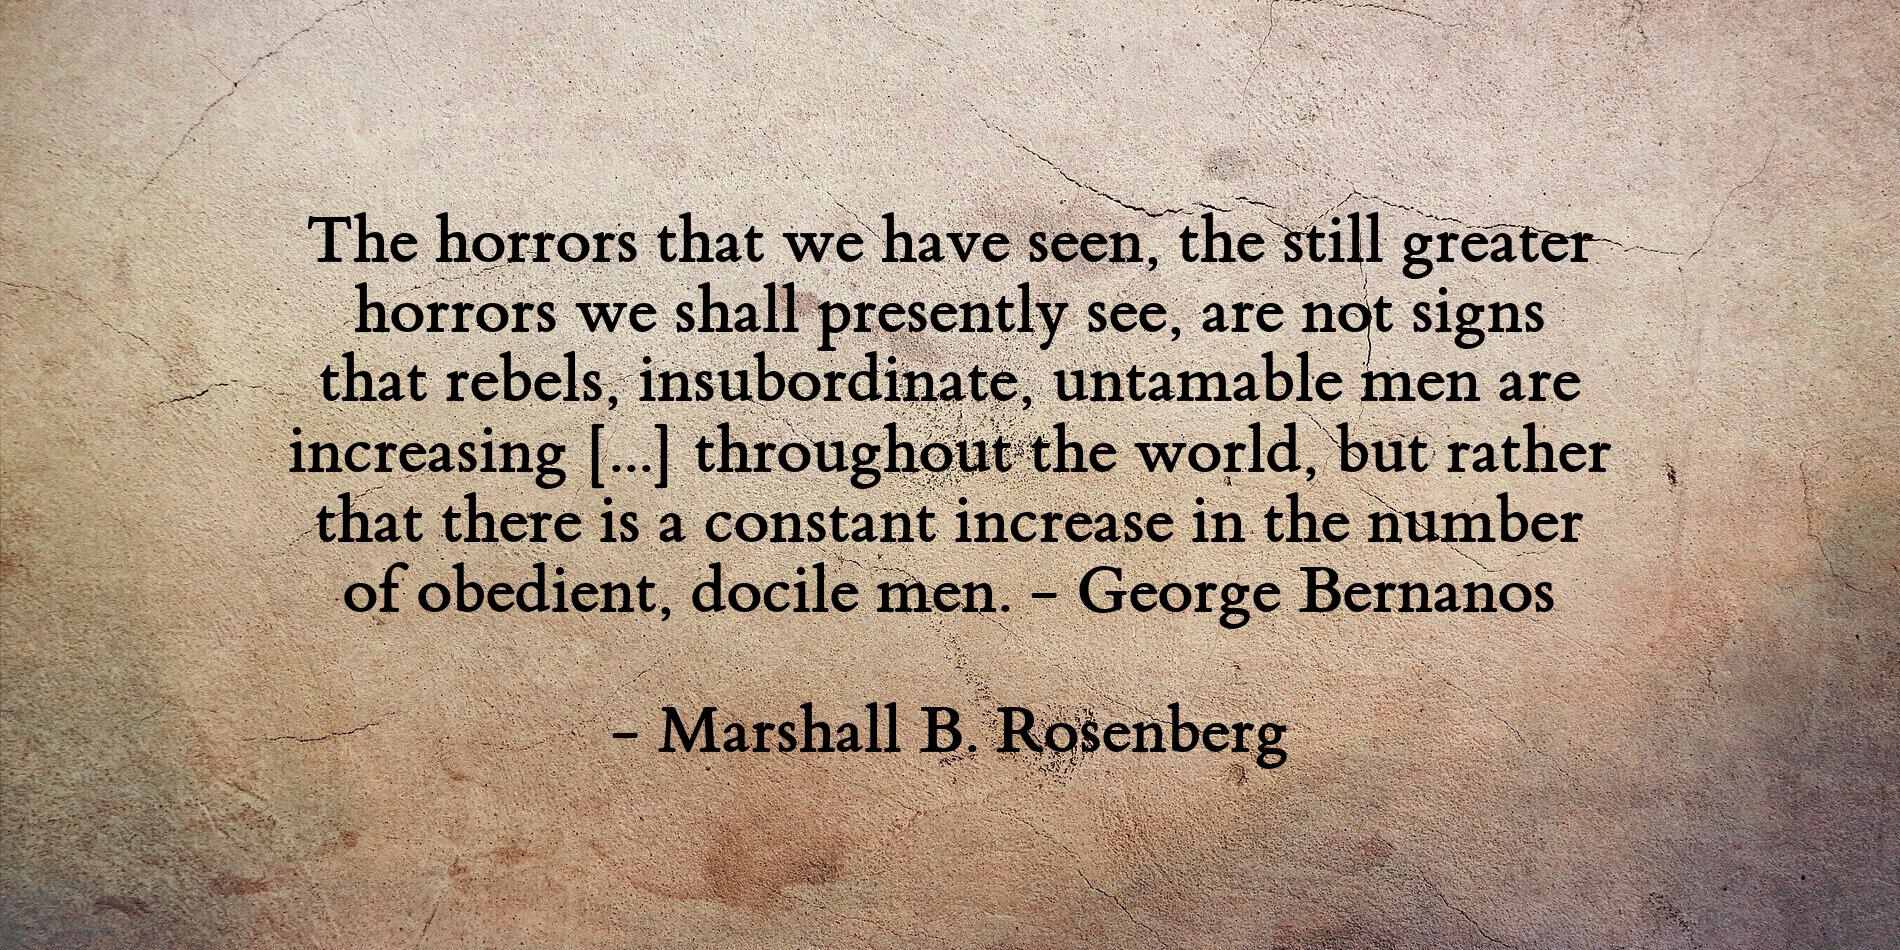 The horrors that we have seen, the still greater
horrors we shall presently see, are not signs
that rebels, insubordinate, untamable men are
increasing [...] throughout the world, but rather
that there is a constant increase in the number
of obedient, docile men. – George Bernanos
– Marshall B. Rosenberg